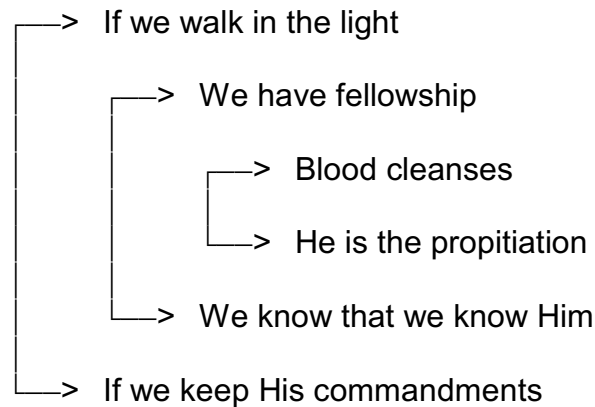 If we walk in the light
We have fellowship
Blood cleanses
He is the propitiation
We know that we know Him
If we keep His commandments